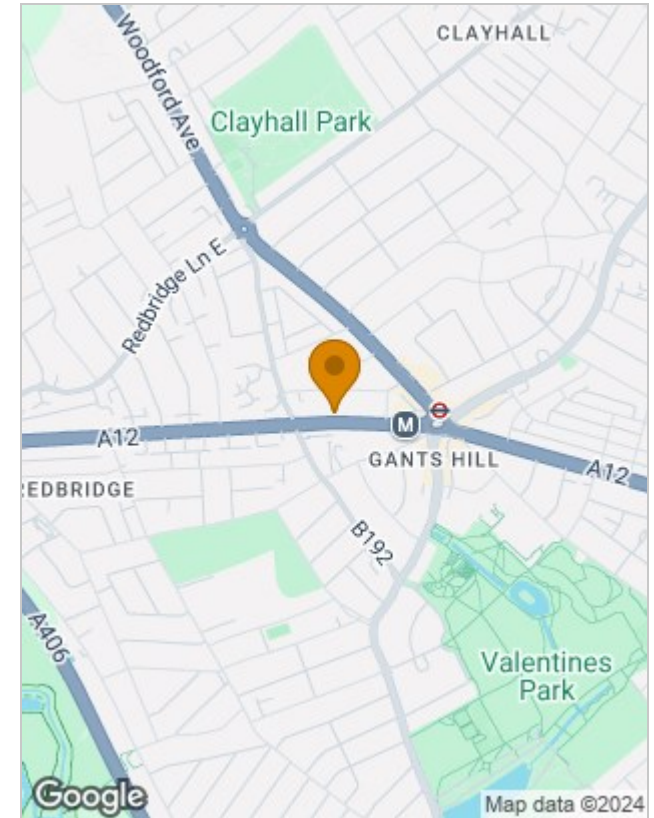 CLAYHALL
Woodford Ave
Clayhall Park
Redbridge Ln E
M
A12
GANTS HILL
A12
REDBRIDGE
B192
A406
Valentines
Park
Google
Map data ©2024